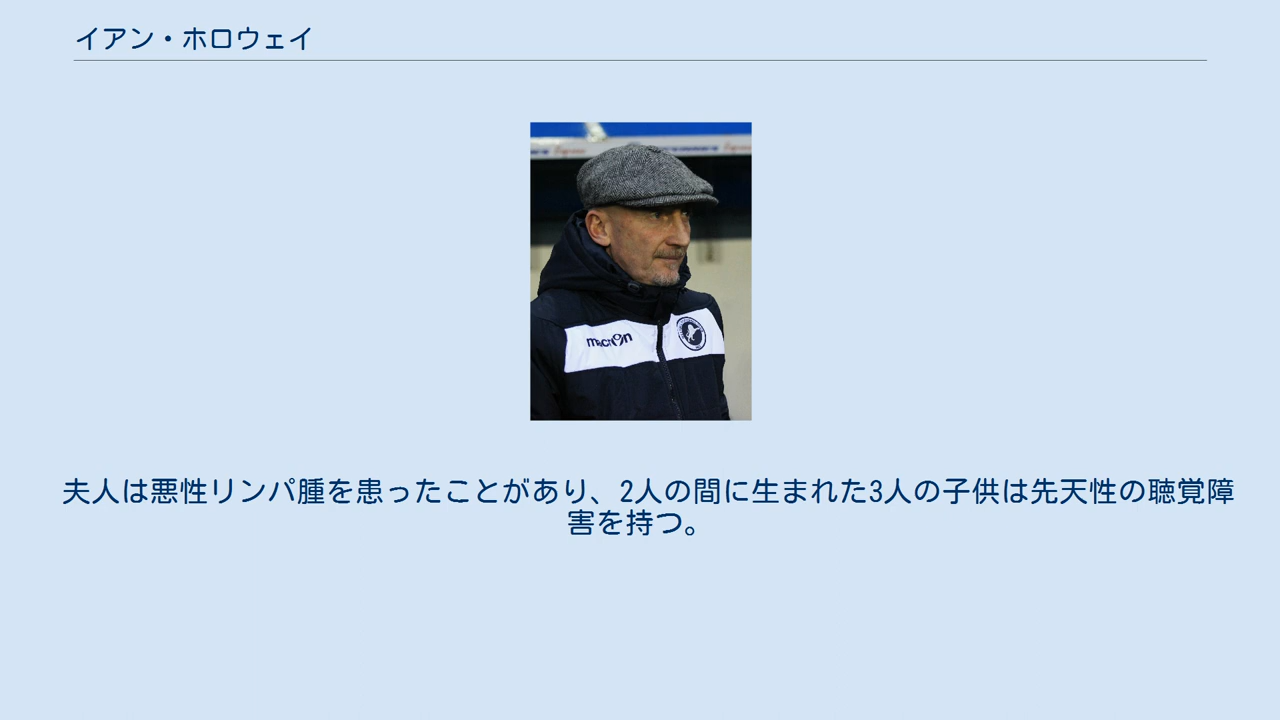 イアン・ホロウェイ
macron
夫人は悪性リンパ腫を患ったことがあり、2人の間に生まれた3人の子供は先天性の聴覚障
害を持つ。